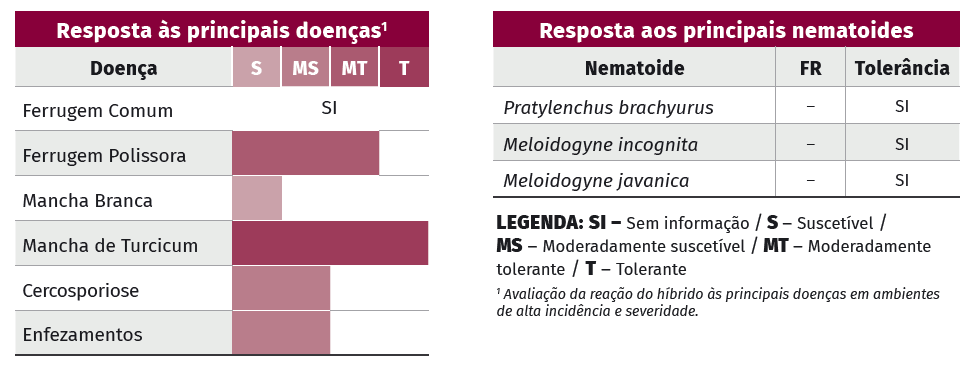 Resposta às principais doenças¹
Doença S MS MT T
Ferrugem Comum SI
Ferrugem Polissora
Mancha Branca
Mancha de Turcicum
Cercosporiose
Enfezamentos
Resposta aos principais nematoides
Nematoide FR Tolerância
Pratylenchus brachyurus – SI
Meloidogyne incognita – SI
Meloidogyne javanica – SI
LEGENDA: SI – Sem informação / S – Suscetível /
MS – Moderadamente suscetível / MT – Moderadamente
tolerante / T – Tolerante
¹ Avaliação da reação do híbrido às principais doenças em ambientes
de alta incidência e severidade.